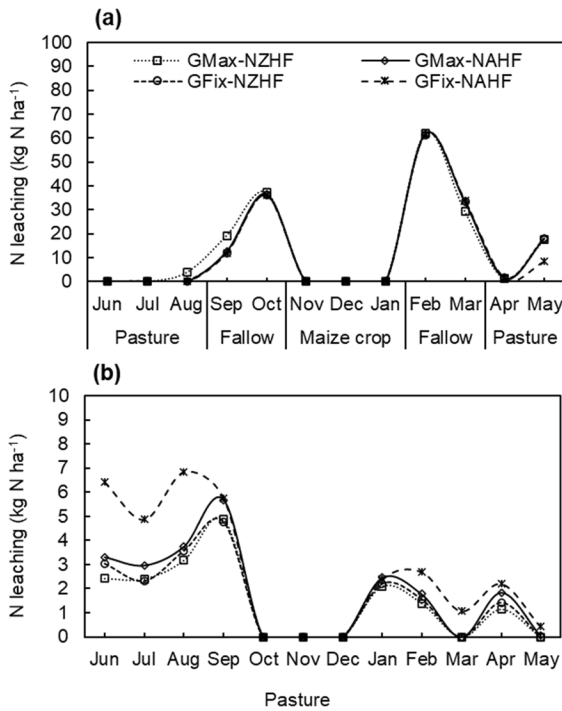 (a)
100
90
80
70
60
50
40
30
20
10
0
N leaching (kg N ha⁻¹)
GMax-NZHF GMax-NAHF
GFix-NZHF GFix-NAHF
Jun Jul Aug Sep Oct Nov Dec Jan Feb Mar Apr May
Pasture Fallow Maize crop Fallow Pasture
(b)
10
9
8
7
6
5
4
3
2
1
0
N leaching (kg N ha⁻¹)
Jun Jul Aug Sep Oct Nov Dec Jan Feb Mar Apr May
Pasture